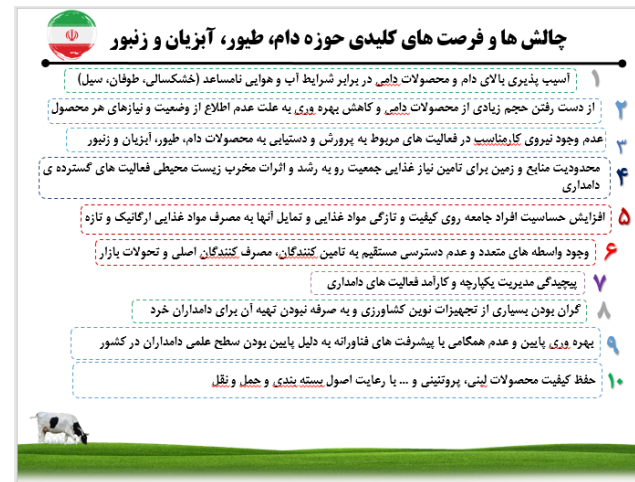 چالش ها و فرصت های کلیدی حوزه دام، طیور، آبزیان و زنبور
۱ آسیب پذیری بالای دام و محصولات دامی در برابر شرایط آب و هوایی نامساعد (خشکسالی، طوفان، سیل)
۲ از دست رفتن حجم زیادی از محصولات دامی و کاهش بهره وری به علت عدم اطلاع از وضعیت و نیازهای هر محصول
۳ عدم وجود نیروی کارمناسب در فعالیت های مربوط به پرورش و دستیابی به محصولات دام، طیور، آبزیان و زنبور
۴ محدودیت منابع و زمین برای تامین نیاز غذایی جمعیت رو به رشد و اثرات مخرب زیست محیطی فعالیت های گسترده ی
دامداری
۵ افزایش حساسیت افراد جامعه روی کیفیت و تازگی مواد غذایی و تمایل آنها به مصرف مواد غذایی ارگانیک و تازه
۶ وجود واسطه های متعدد و عدم دسترسی مستقیم به تامین کنندگان، مصرف کنندگان اصلی و تحولات بازار
۷ پیچیدگی مدیریت یکپارچه و کارآمد فعالیت های دامداری
۸ گران بودن بسیاری از تجهیزات نوین کشاورزی و به صرفه نبودن تهیه آن برای دامداران خرد
۹ بهره وری پایین و عدم همگامی با پیشرفت های فناورانه به دلیل پایین بودن سطح علمی دامداران در کشور
۱۰ حفظ کیفیت محصولات لبنی، پروتئینی و ... با رعایت اصول بسته بندی و حمل و نقل